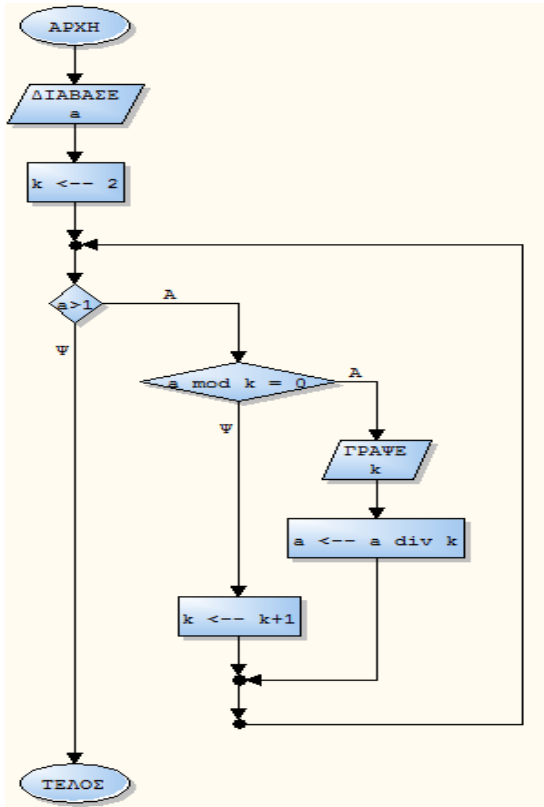 ΑΡΧΗ
ΔΙΑΒΑΣΕ
a
k <-- 2
a>1
Α
Ψ
a mod k = 0
Α
Ψ
ΓΡΑΨΕ
k
a <-- a div k
k <-- k+1
ΤΕΛΟΣ